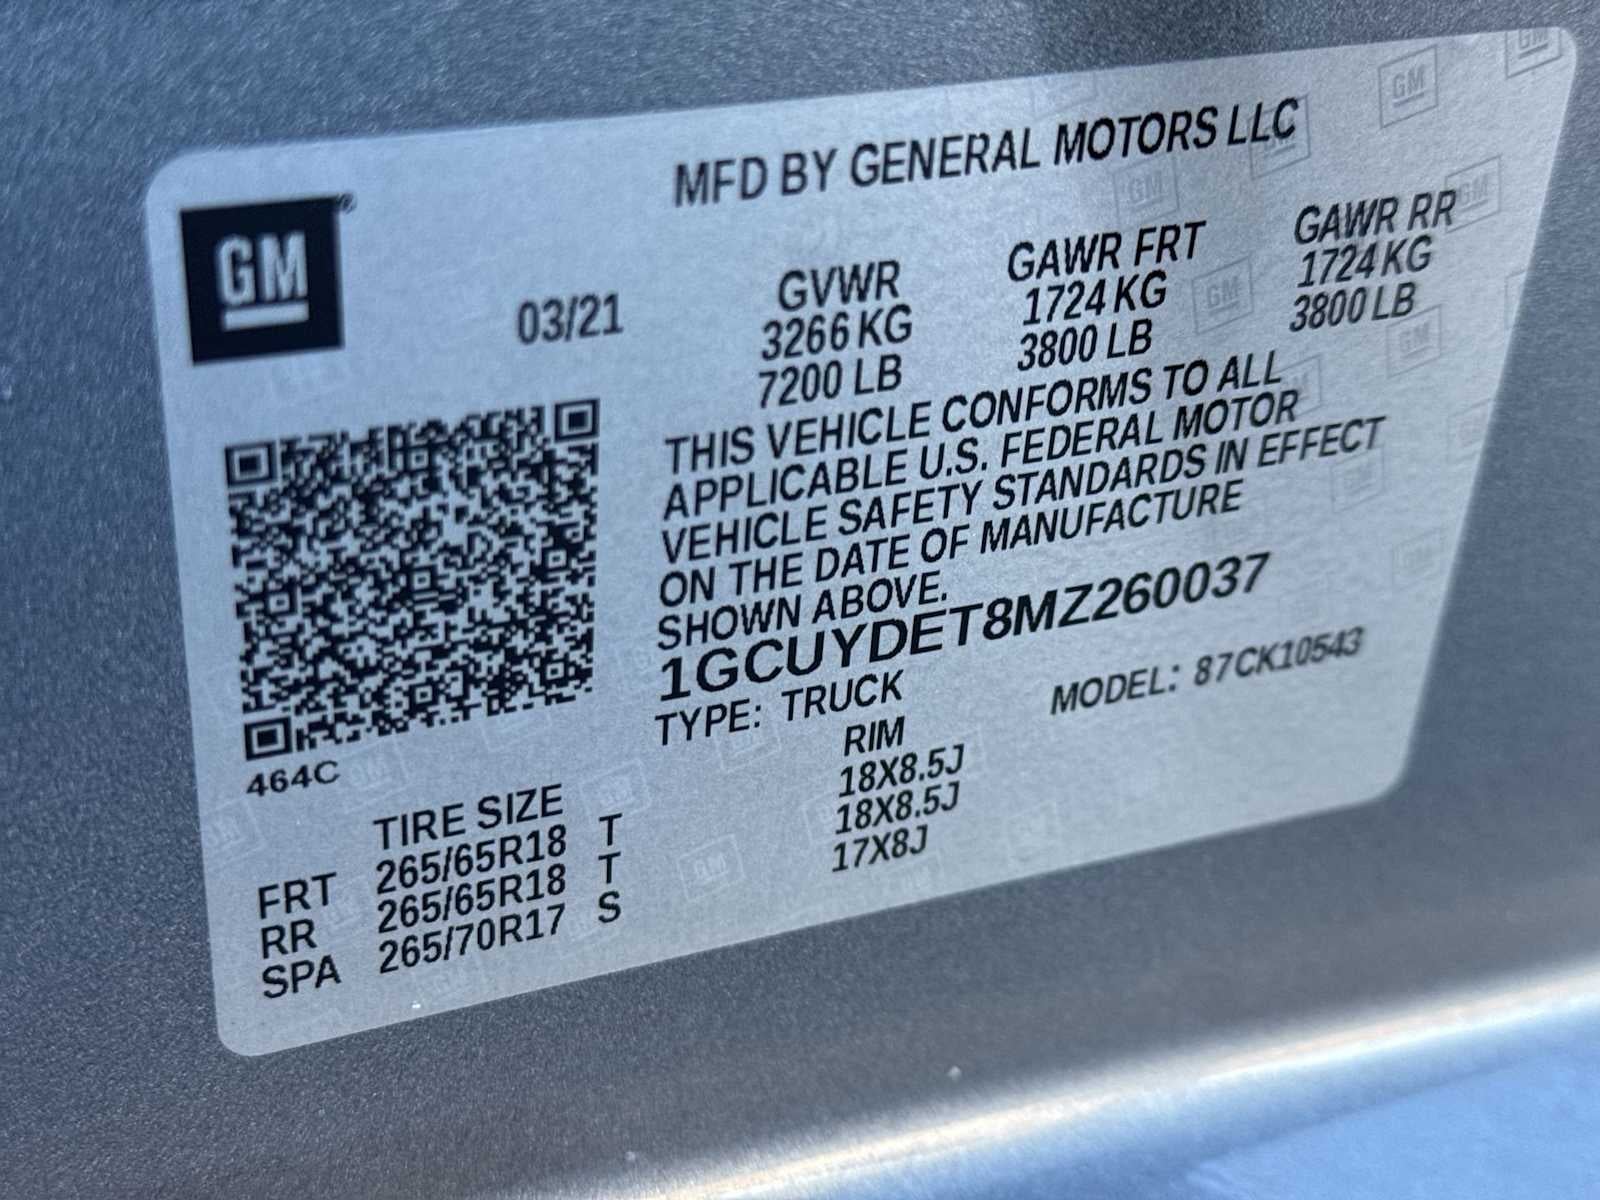 MFD BY GENERAL MOTORS LLC
GM
03/21
GVWR GAWR FRT GAWR RR
3266 KG 1724 KG 1724 KG
7200 LB 3800 LB 3800 LB
THIS VEHICLE CONFORMS TO ALL
APPLICABLE U.S. FEDERAL MOTOR
VEHICLE SAFETY STANDARDS IN EFFECT
ON THE DATE OF MANUFACTURE
SHOWN ABOVE.
1GCUYDET8MZ260037
TYPE: TRUCK MODEL: 87CK10543
464C
TIRE SIZE RIM
FRT 265/65R18 T 18X8.5J
RR 265/65R18 T 18X8.5J
SPA 265/70R17 S 17X8J